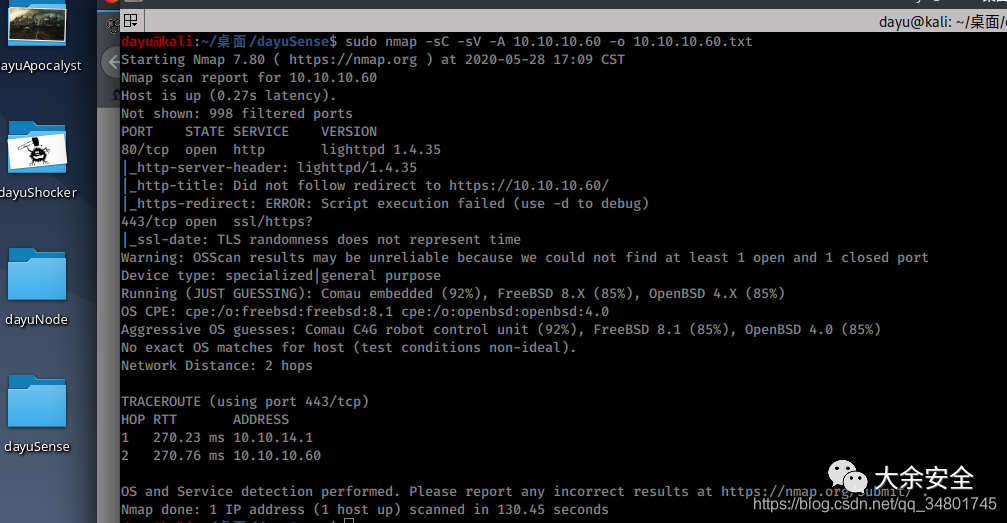 dayu@kali: ~/桌面/
dayu@kali:~/桌面/dayuSense$ sudo nmap -sC -sV -A 10.10.10.60 -o 10.10.10.60.txt
Starting Nmap 7.80 ( https://nmap.org ) at 2020-05-28 17:09 CST
Nmap scan report for 10.10.10.60
Host is up (0.27s latency).
Not shown: 998 filtered ports
PORT    STATE SERVICE    VERSION
80/tcp  open  http       lighttpd 1.4.35
|_http-server-header: lighttpd/1.4.35
|_http-title: Did not follow redirect to https://10.10.10.60/
|_https-redirect: ERROR: Script execution failed (use -d to debug)
443/tcp open  ssl/https?
|_ssl-date: TLS randomness does not represent time
Warning: OSScan results may be unreliable because we could not find at least 1 open and 1 closed port
Device type: specialized|general purpose
Running (JUST GUESSING): Comau embedded (92%), FreeBSD 8.X (85%), OpenBSD 4.X (85%)
OS CPE: cpe:/o:freebsd:freebsd:8.1 cpe:/o:openbsd:openbsd:4.0
Aggressive OS guesses: Comau C4G robot control unit (92%), FreeBSD 8.1 (85%), OpenBSD 4.0 (85%)
No exact OS matches for host (test conditions non-ideal).
Network Distance: 2 hops
TRACEROUTE (using port 443/tcp)
HOP RTT       ADDRESS
1   270.23 ms 10.10.14.1
2   270.76 ms 10.10.10.60
OS and Service detection performed. Please report any incorrect results at https://nmap.org/submit/ .
Nmap done: 1 IP address (1 host up) scanned in 130.45 seconds
ayuApocalyst
dayuShocker
dayuNode
dayuSense
大余安全
https://blog.csdn.net/qq_34801745